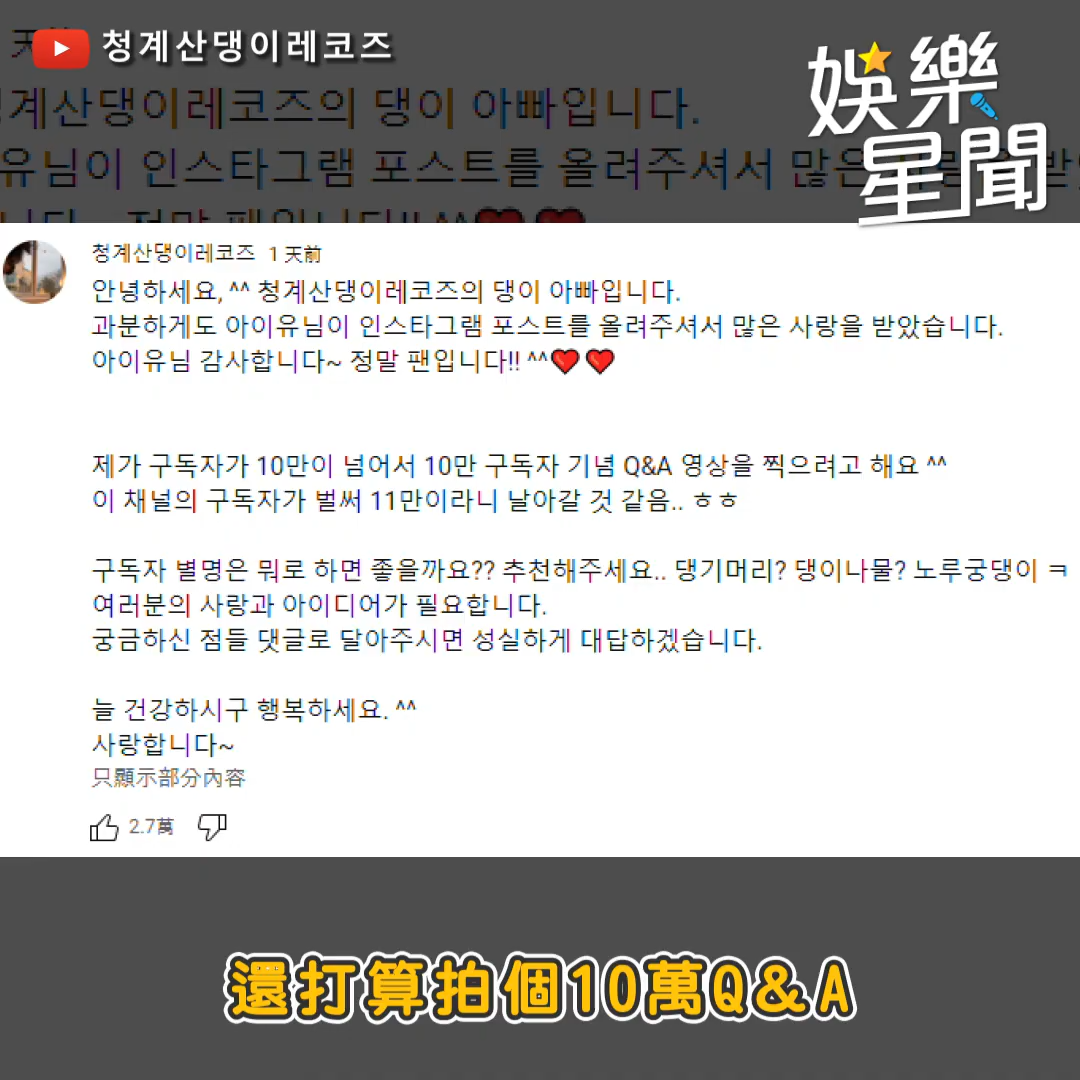 청계산댕이레코즈
娛樂
星聞
계산댕이레코즈의 댕이 아빠입니다.
유님이 인스타그램 포스트를 올려주셔서 많은
청계산댕이레코즈 1 天前
안녕하세요, ^^ 청계산댕이레코즈의 댕이 아빠입니다.
과분하게도 아이유님이 인스타그램 포스트를 올려주셔서 많은 사랑을 받았습니다.
아이유님 감사합니다~ 정말 팬입니다!! ^^❤️ ❤️
제가 구독자가 10만이 넘어서 10만 구독자 기념 Q&A 영상을 찍으려고 해요 ^^
이 채널의 구독자가 벌써 11만이라니 날아갈 것 같음.. ㅎㅎ
구독자 별명은 뭐로 하면 좋을까요?? 추천해주세요.. 댕기머리? 댕이나물? 노루궁댕이 ㅋ
여러분의 사랑과 아이디어가 필요합니다.
궁금하신 점들 댓글로 달아주시면 성실하게 대답하겠습니다.
늘 건강하시구 행복하세요. ^^
사랑합니다~
只顯示部分內容
2.7萬
還打算拍個10萬Q&A